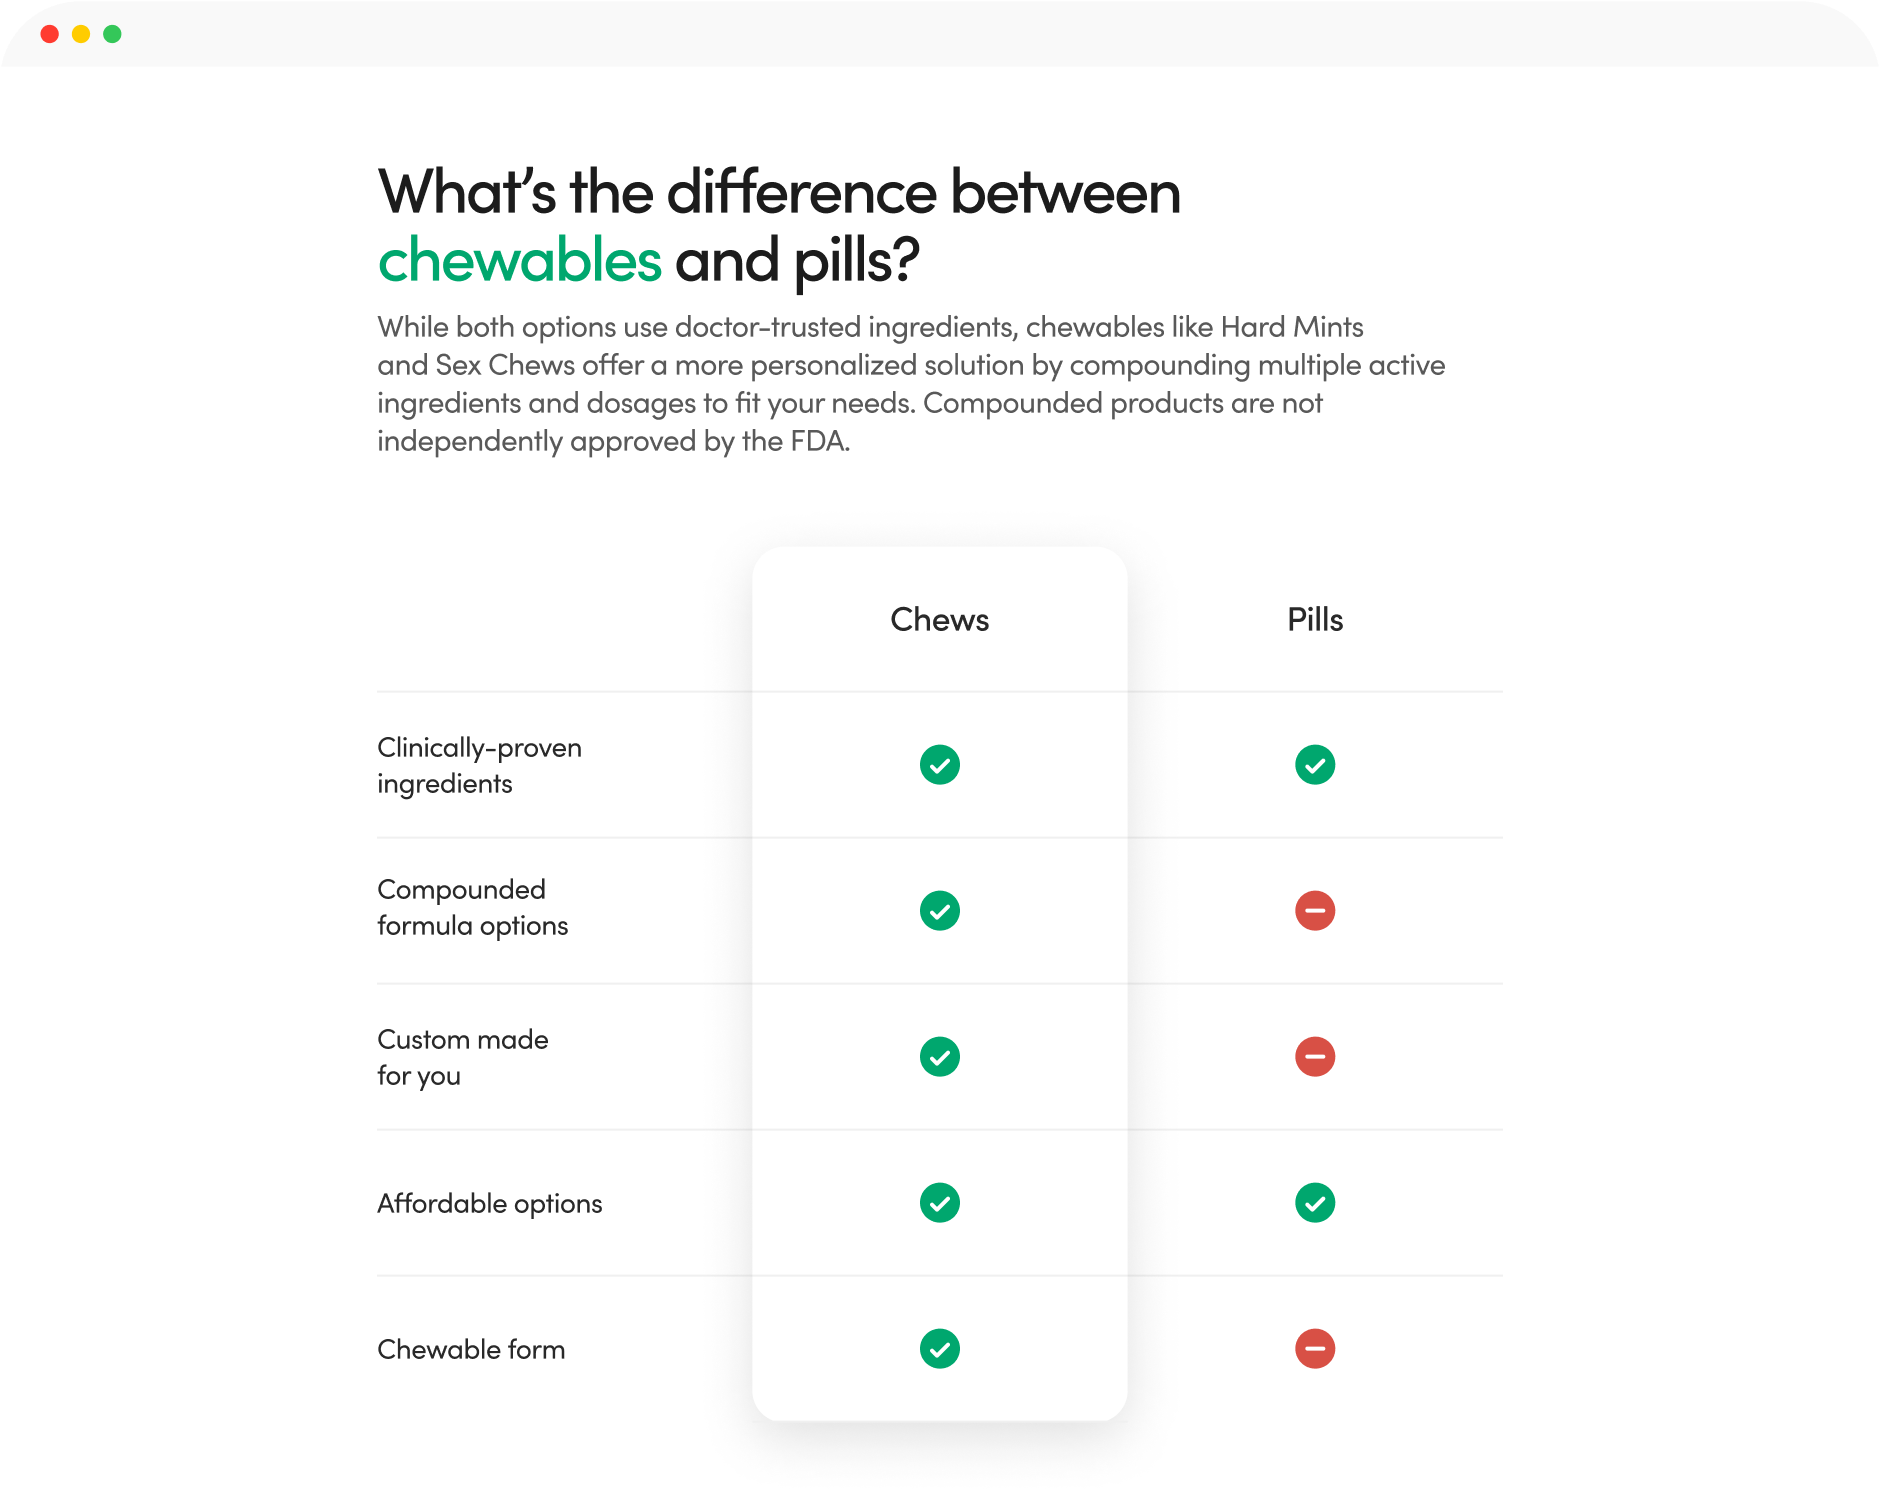 What’s the difference between
chewables and pills?
While both options use doctor-trusted ingredients, chewables like Hard Mints
and Sex Chews offer a more personalized solution by compounding multiple active
ingredients and dosages to fit your needs. Compounded products are not
independently approved by the FDA.
Chews Pills
Clinically-proven
ingredients
Compounded
formula options
Custom made
for you
Affordable options
Chewable form